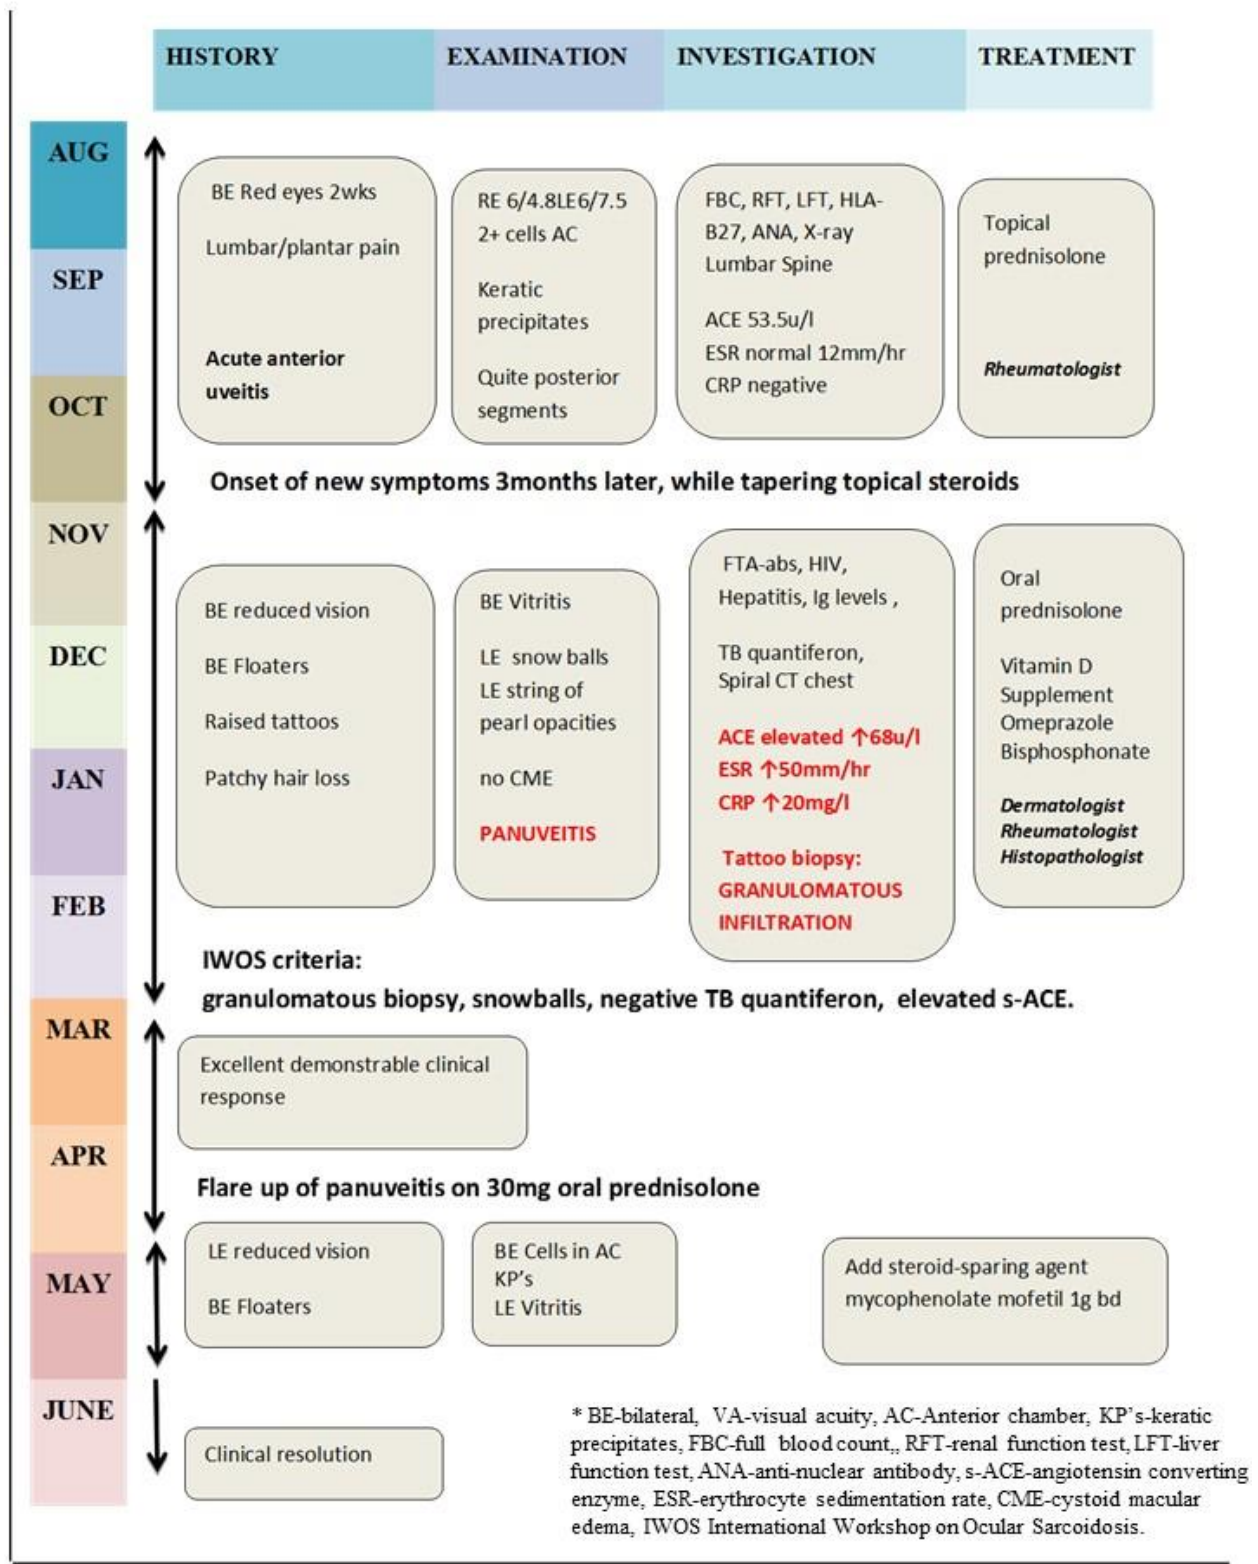 HISTORY
EXAMINATION
INVESTIGATION
TREATMENT
AUG
SEP
OCT
BE Red eyes 2wks
Lumbar/plantar pain
Acute anterior
uveitis
RE 6/4.8LE6/7.5
2+ cells AC
Keratic
precipitates
Quite posterior
segments
FBC, RFT, LFT, HLA-
B27, ANA, X-ray
Lumbar Spine
ACE 53.5u/l
ESR normal 12mm/hr
CRP negative
Topical
prednisolone
Rheumatologist
Onset of new symptoms 3months later, while tapering topical steroids
NOV
DEC
JAN
FEB
BE reduced vision
BE Floaters
Raised tattoos
Patchy hair loss
BE Vitritis
LE snow balls
LE string of
pearl opacities
no CME
PANUVEITIS
FTA-abs, HIV,
Hepatitis, Ig levels ,
TB quantiferon,
Spiral CT chest
ACE elevated ↑68u/l
ESR ↑50mm/hr
CRP ↑20mg/l
Tattoo biopsy:
GRANULOMATOUS
INFILTRATION
Oral
prednisolone
Vitamin D
Supplement
Omeprazole
Bisphosphonate
Dermatologist
Rheumatologist
Histopathologist
IWOS criteria:
granulomatous biopsy, snowballs, negative TB quantiferon, elevated s-ACE.
MAR
APR
Excellent demonstrable clinical
response
Flare up of panuveitis on 30mg oral prednisolone
MAY
LE reduced vision
BE Floaters
BE Cells in AC
KP's
LE Vitritis
Add steroid-sparing agent
mycophenolate mofetil 1g bd
JUNE
Clinical resolution
* BE-bilateral, VA-visual acuity, AC-Anterior chamber, KP's-keratic
precipitates, FBC-full blood count,, RFT-renal function test, LFT-liver
function test, ANA-anti-nuclear antibody, s-ACE-angiotensin converting
enzyme, ESR-erythrocyte sedimentation rate, CME-cystoid macular
edema, IWOS International Workshop on Ocular Sarcoidosis.